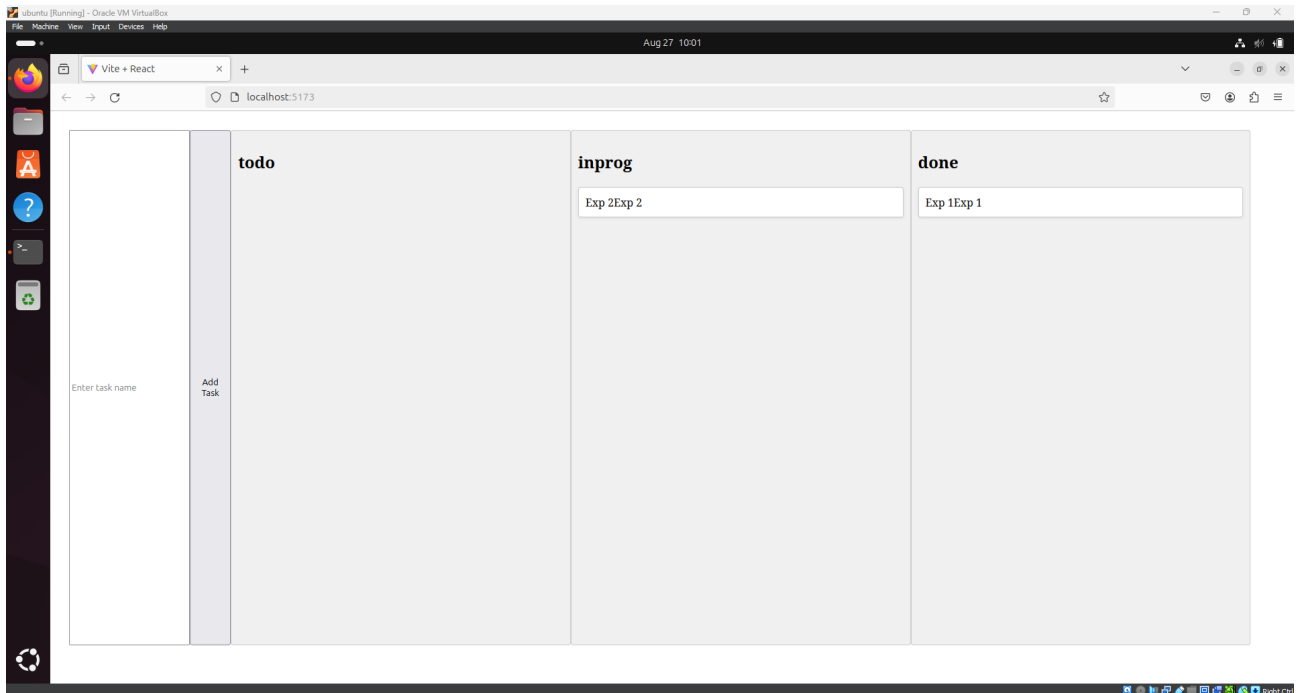 ubuntu [Running] - Oracle VM VirtualBox
File Machine View Input Devices Help
Aug 27 10:01
Vite + React
localhost:5173
todo
inprog
done
Exp 2Exp 2
Exp 1Exp 1
Enter task name
Add
Task
Right Ctrl